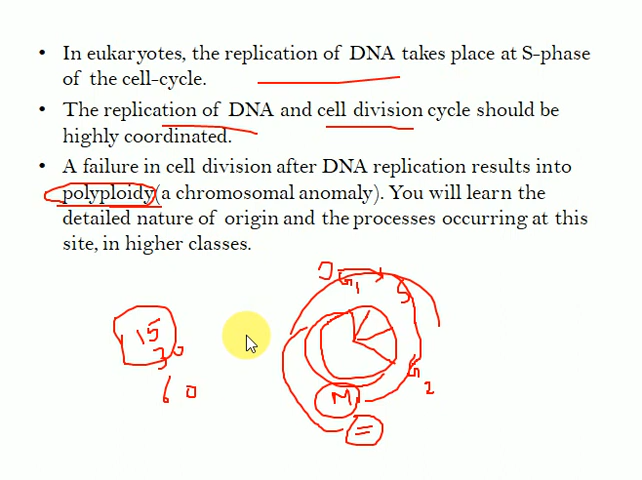 • In eukaryotes, the replication of DNA takes place at S-phase
of the cell-cycle.
• The replication of DNA and cell division cycle should be
highly coordinated.
• A failure in cell division after DNA replication results into
polyploidy(a chromosomal anomaly). You will learn the
detailed nature of origin and the processes occurring at this
site, in higher classes.
G1
S
15
30
G2
60
M